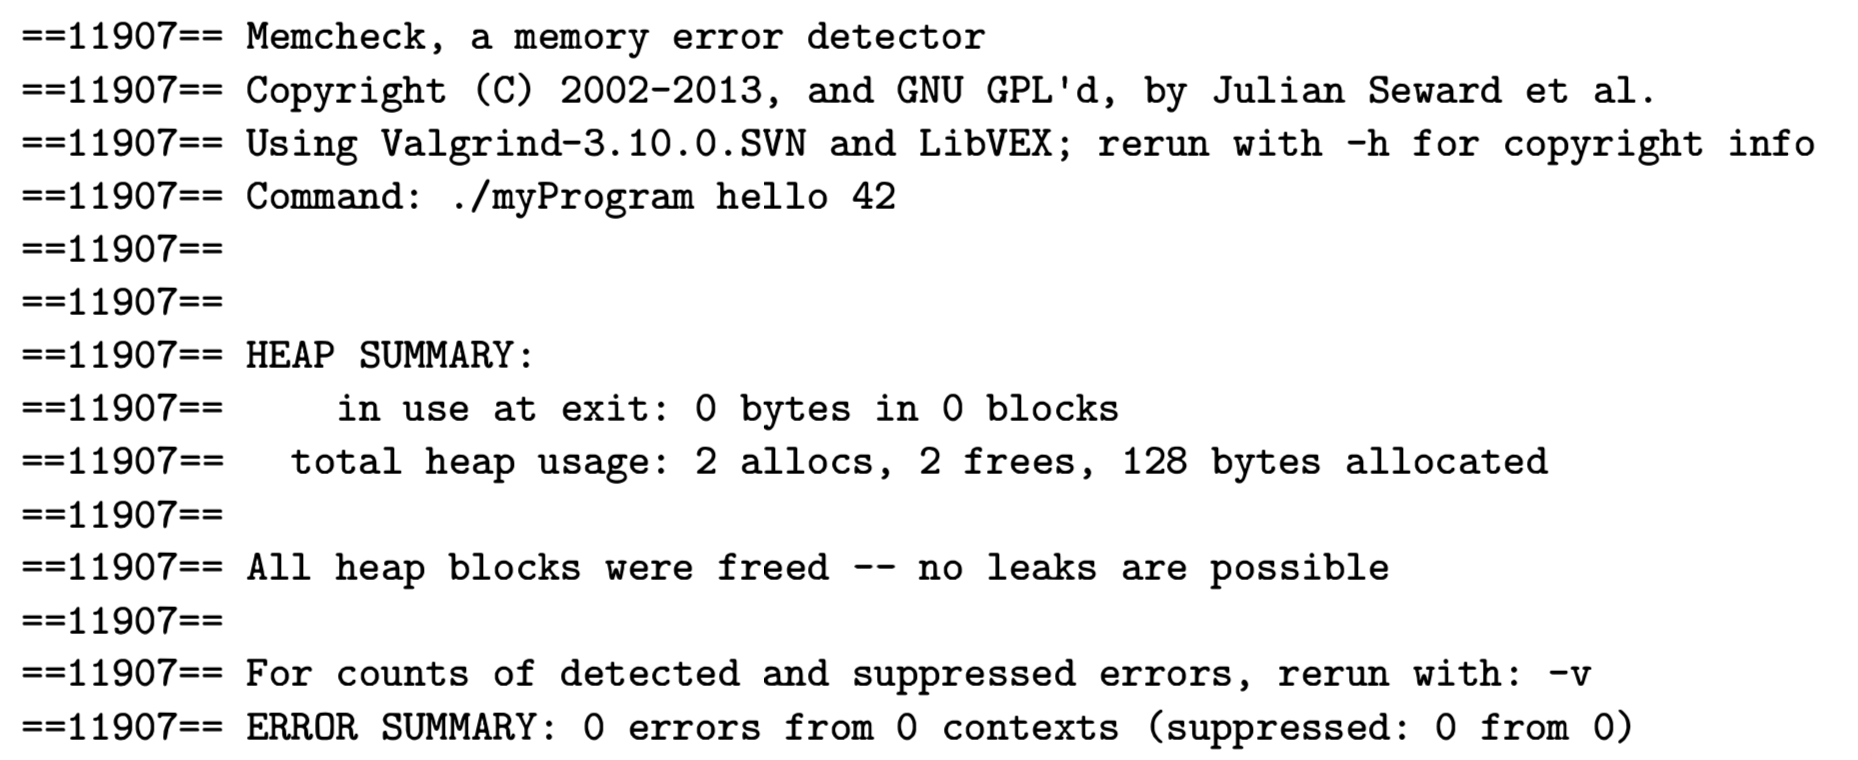 ==11907== Memcheck, a memory error detector
==11907== Copyright (C) 2002-2013, and GNU GPL'd, by Julian Seward et al.
==11907== Using Valgrind-3.10.0.SVN and LibVEX; rerun with -h for copyright info
==11907== Command: ./myProgram hello 42
==11907==
==11907==
==11907== HEAP SUMMARY:
==11907==     in use at exit: 0 bytes in 0 blocks
==11907==   total heap usage: 2 allocs, 2 frees, 128 bytes allocated
==11907==
==11907== All heap blocks were freed -- no leaks are possible
==11907==
==11907== For counts of detected and suppressed errors, rerun with: -v
==11907== ERROR SUMMARY: 0 errors from 0 contexts (suppressed: 0 from 0)